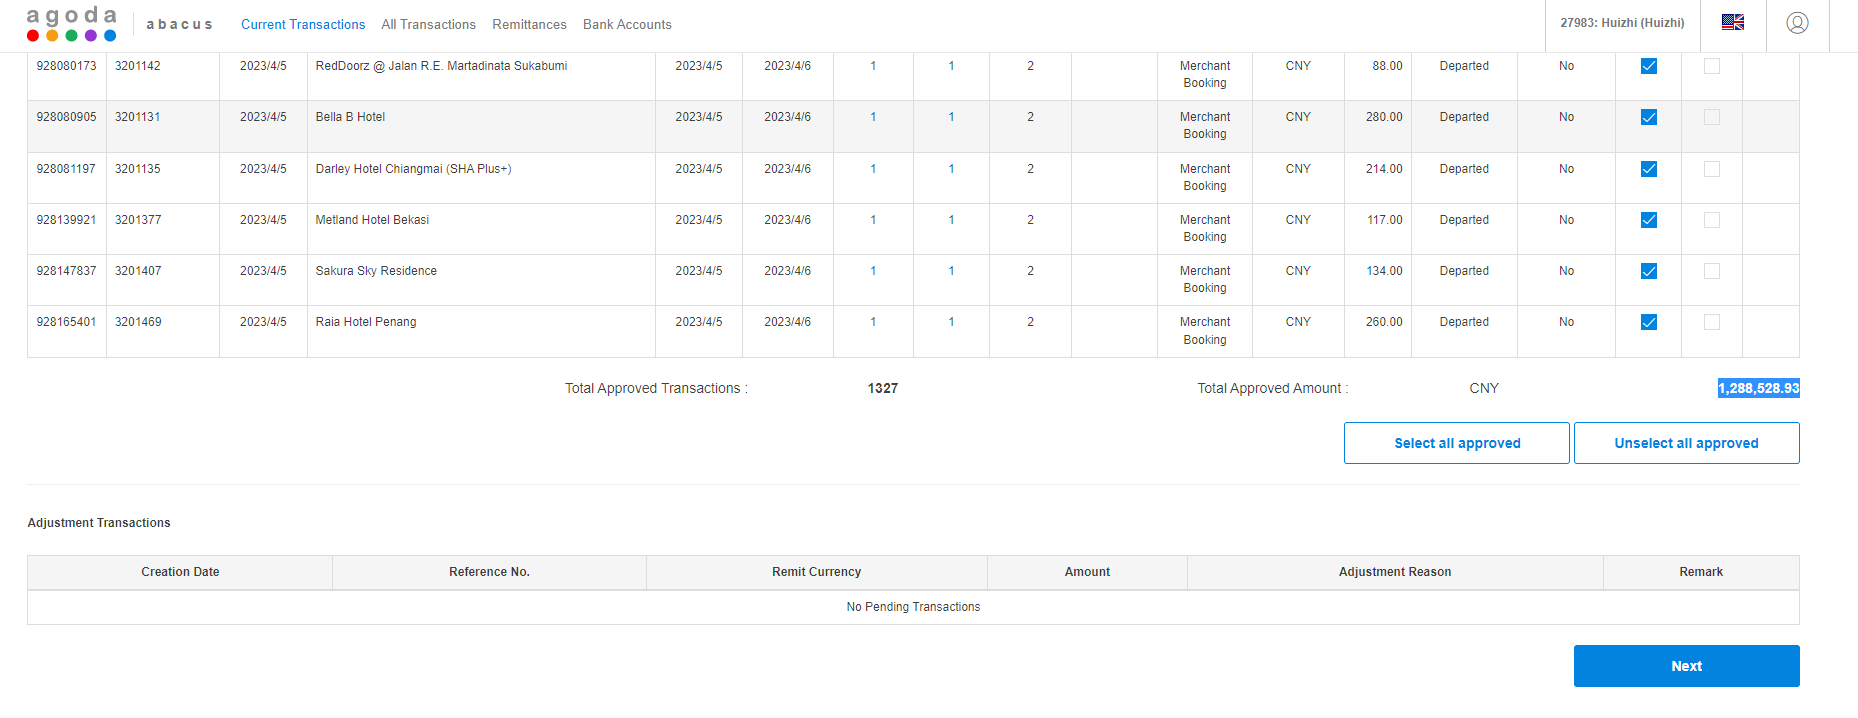 agoda abacus Current Transactions All Transactions Remittances Bank Accounts 27983: Huizhi (Huizhi)
928080173 3201142 2023/4/5 RedDoorz @ Jalan R.E. Martadinata Sukabumi 2023/4/5 2023/4/6 1 1 2 Merchant Booking CNY 88.00 Departed No
928080905 3201131 2023/4/5 Bella B Hotel 2023/4/5 2023/4/6 1 1 2 Merchant Booking CNY 280.00 Departed No
928081197 3201135 2023/4/5 Darley Hotel Chiangmai (SHA Plus+) 2023/4/5 2023/4/6 1 1 2 Merchant Booking CNY 214.00 Departed No
928139921 3201377 2023/4/5 Metland Hotel Bekasi 2023/4/5 2023/4/6 1 1 2 Merchant Booking CNY 117.00 Departed No
928147837 3201407 2023/4/5 Sakura Sky Residence 2023/4/5 2023/4/6 1 1 2 Merchant Booking CNY 134.00 Departed No
928165401 3201469 2023/4/5 Raia Hotel Penang 2023/4/5 2023/4/6 1 1 2 Merchant Booking CNY 260.00 Departed No
Total Approved Transactions : 1327 Total Approved Amount : CNY 1,288,528.93
Select all approved Unselect all approved
Adjustment Transactions
Creation Date Reference No. Remit Currency Amount Adjustment Reason Remark
No Pending Transactions
Next